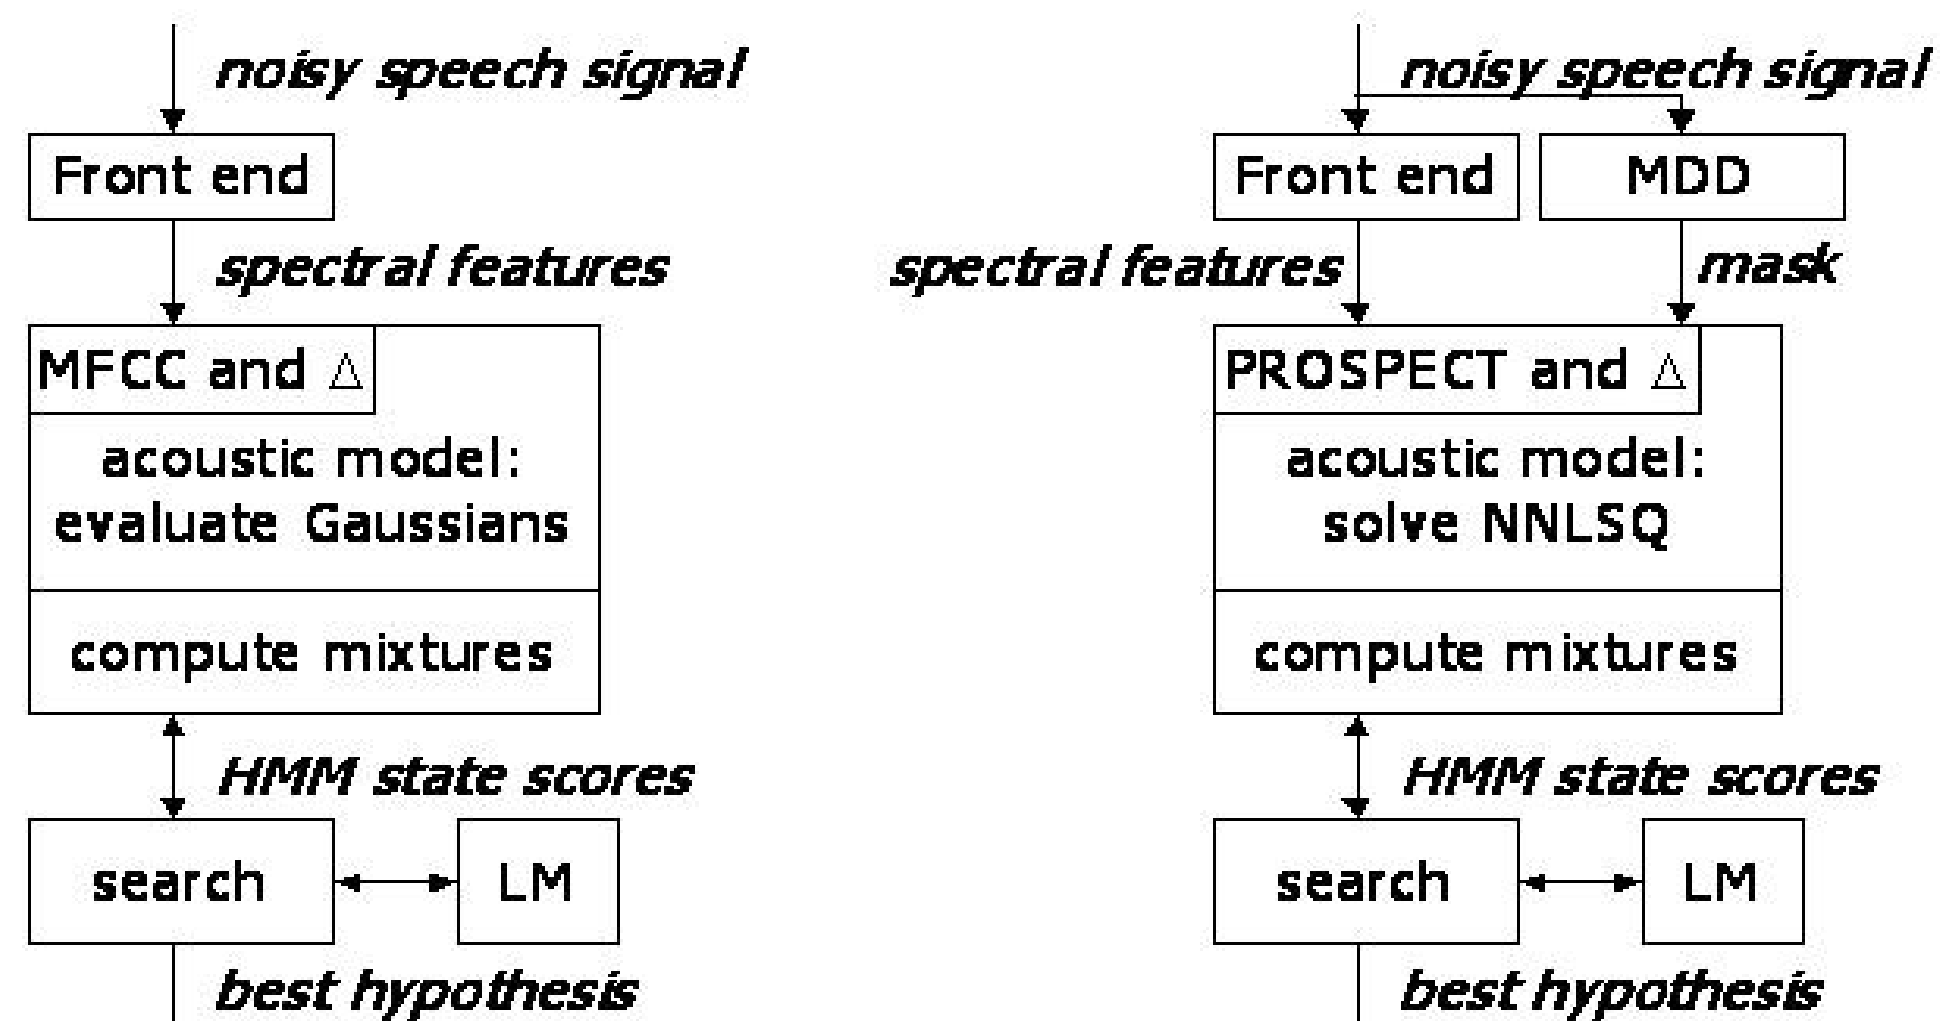 noisy speech signal
Front end
spectral features
MFCC and Δ
acoustic model:
evaluate Gaussians
compute mixtures
HMM state scores
search
LM
best hypothesis
noisy speech signal
Front end
MDD
spectral features
mask
PROSPECT and Δ
acoustic model:
solve NNLSQ
compute mixtures
HMM state scores
search
LM
best hypothesis